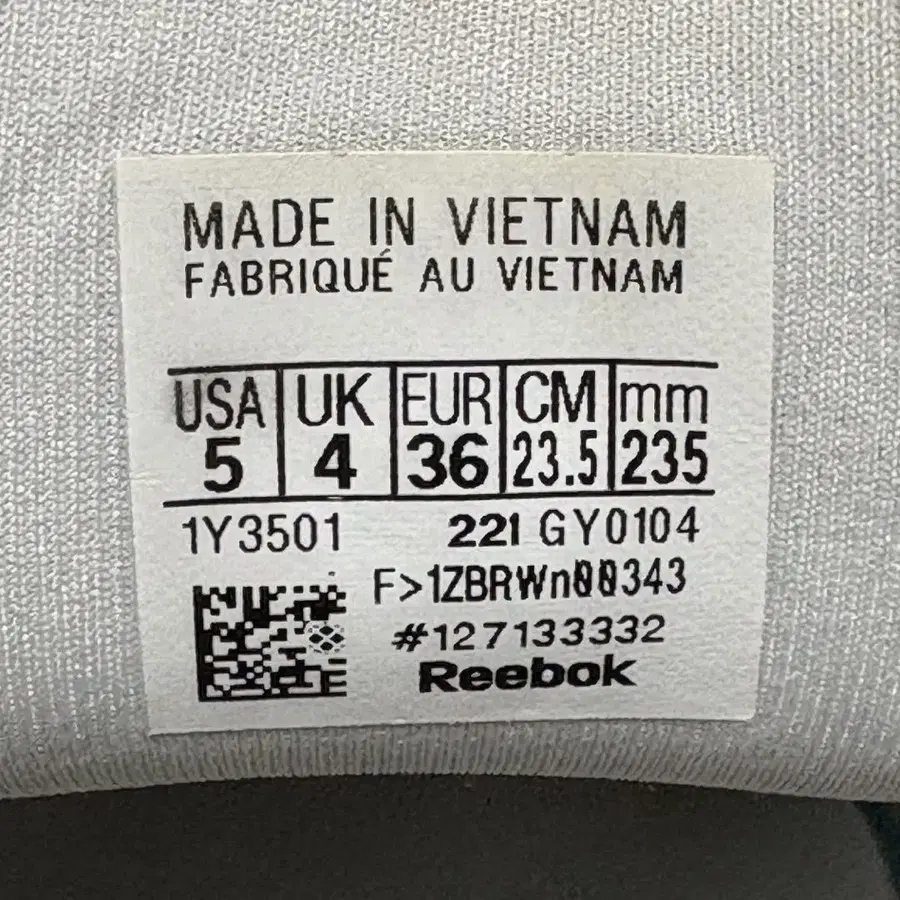 MADE IN VIETNAM
FABRIQUÉ AU VIETNAM
USA UK EUR CM mm
5 4 36 23.5 235
1Y3501 221 GY0104
F>1ZBRWn00343
#127133332
Reebok